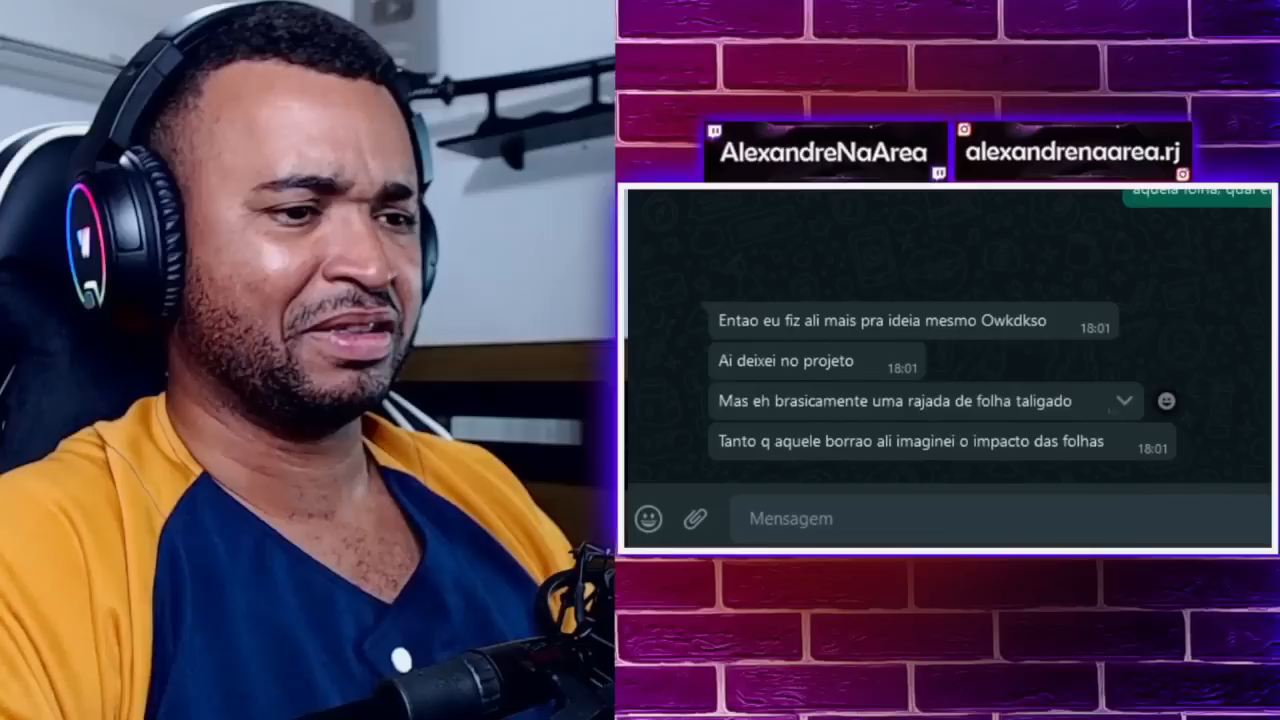 AlexandreNaArea
alexandrenaarea.rj
Entao eu fiz ali mais pra ideia mesmo Owkdkso
18:01
Ai deixei no projeto
18:01
Mas eh brasicamente uma rajada de folha taligado
Tanto q aquele borrao ali imaginei o impacto das folhas
18:01
Mensagem